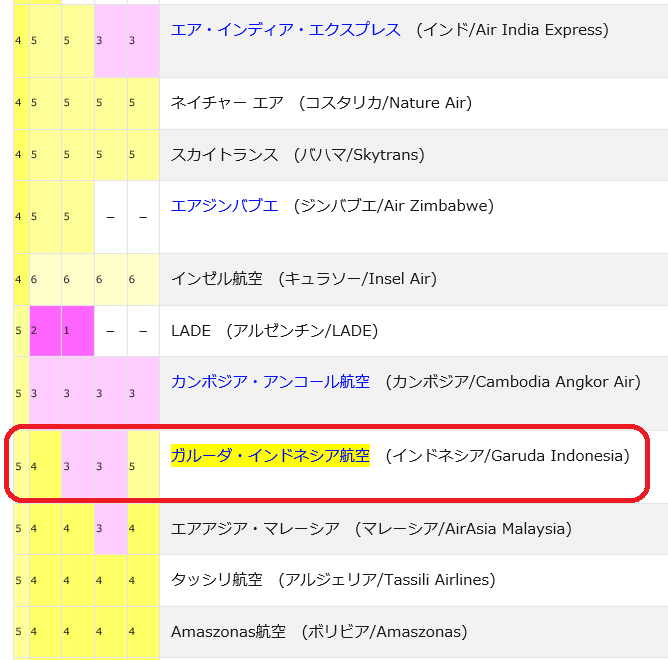 4 5 5 3 3 エア・インディア・エクスプレス (インド/Air India Express)
4 5 5 5 5 ネイチャー エア (コスタリカ/Nature Air)
4 5 5 5 5 スカイトランス (バハマ/Skytrans)
4 5 5 – – エアジンバブエ (ジンバブエ/Air Zimbabwe)
4 6 6 6 6 インゼル航空 (キュラソー/Insel Air)
5 2 1 – – LADE (アルゼンチン/LADE)
5 3 3 3 3 カンボジア・アンコール航空 (カンボジア/Cambodia Angkor Air)
5 4 3 3 5 ガルーダ・インドネシア航空 (インドネシア/Garuda Indonesia)
5 4 4 3 4 エアアジア・マレーシア (マレーシア/AirAsia Malaysia)
5 4 4 4 4 タッシリ航空 (アルジェリア/Tassili Airlines)
5 4 4 4 4 Amaszonas航空 (ボリビア/Amaszonas)